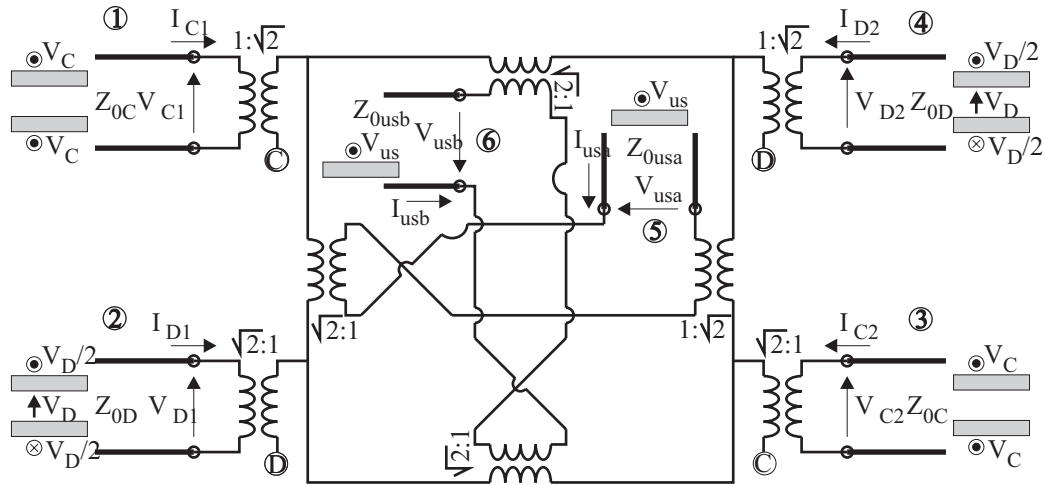 ① I C1 1:√2 I D2 ④
V C √2:1 V D/2
Z 0C V C1 Z 0usb V us V D2 Z 0D V D
V C V usb ⑥ I usa Z 0usa V D/2
C V us V usa D
I usb ⑤
② I D1 √2:1 √2:1 1:√2 √2:1 I C2 ③
V D/2 V C
V D Z 0D V D1 V C2 Z 0C
V D/2 √2:1 V C
D C